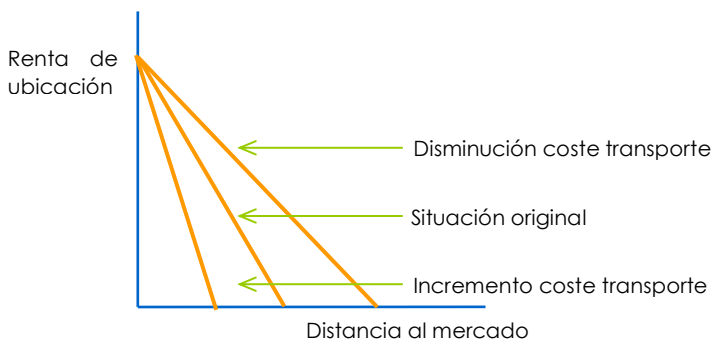 Renta de
ubicación
Disminución coste transporte
Situación original
Incremento coste transporte
Distancia al mercado